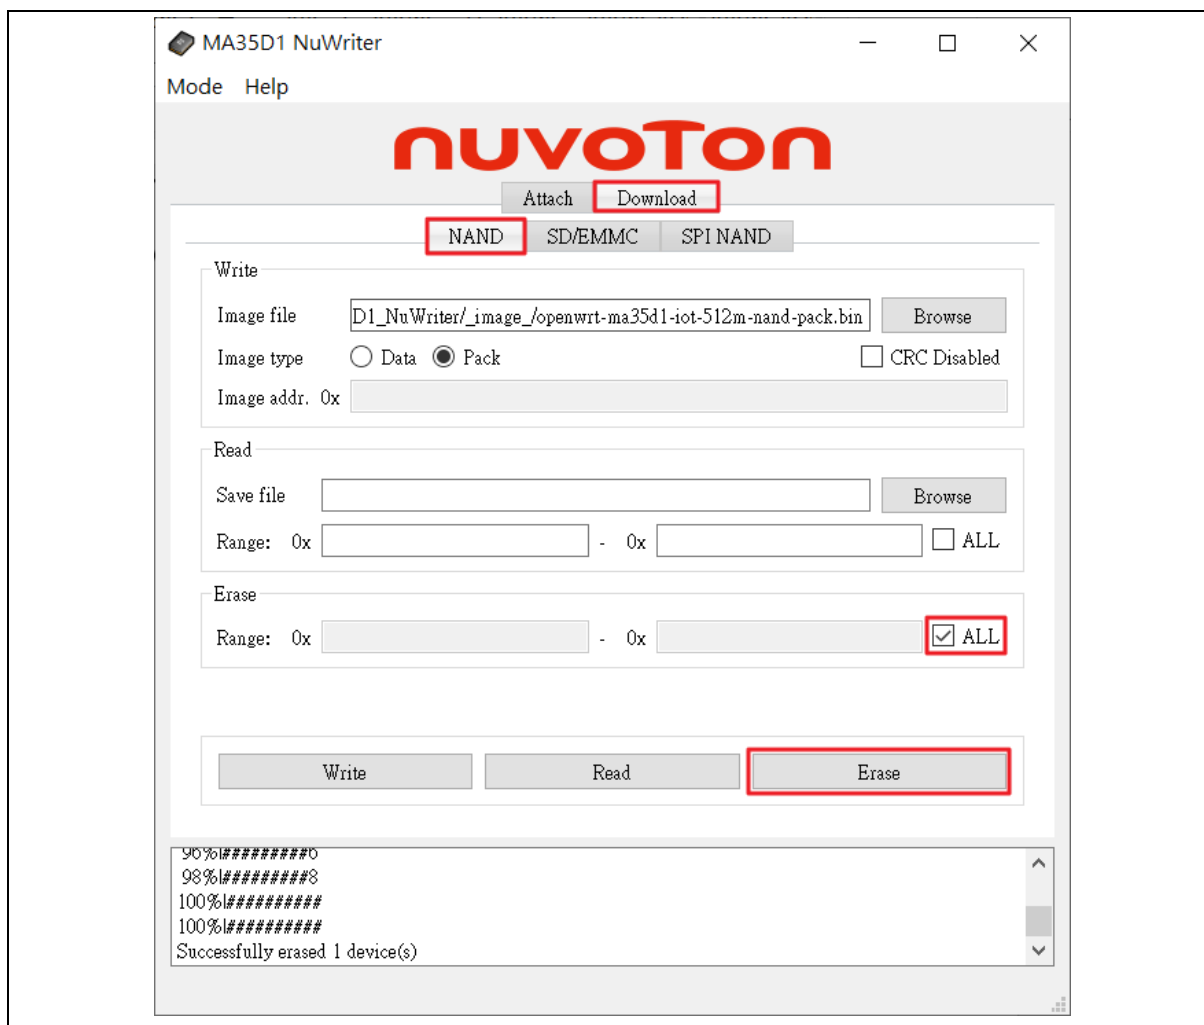 MA35D1 NuWriter
Mode Help
nuvoTon
Attach Download
NAND SD/EMMC SPI NAND
Write
Image file D1_NuWriter/_image_/openwrt-ma35d1-iot-512m-nand-pack.bin Browse
Image type Data Pack CRC Disabled
Image addr. 0x
Read
Save file Browse
Range: 0x - 0x ALL
Erase
Range: 0x - 0x ALL
Write Read Erase
96%|#########6
98%|#########8
100%|##########
100%|##########
Successfully erased 1 device(s)